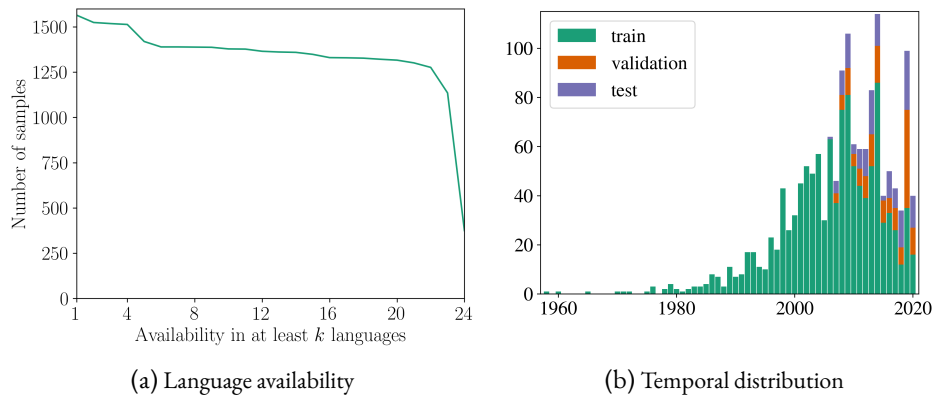 1500
1250
1000
750
500
250
0
Number of samples
1 4 8 12 16 20 24
Availability in at least k languages
(a) Language availability
train
validation
test
100
80
60
40
20
0
1960 1980 2000 2020
(b) Temporal distribution